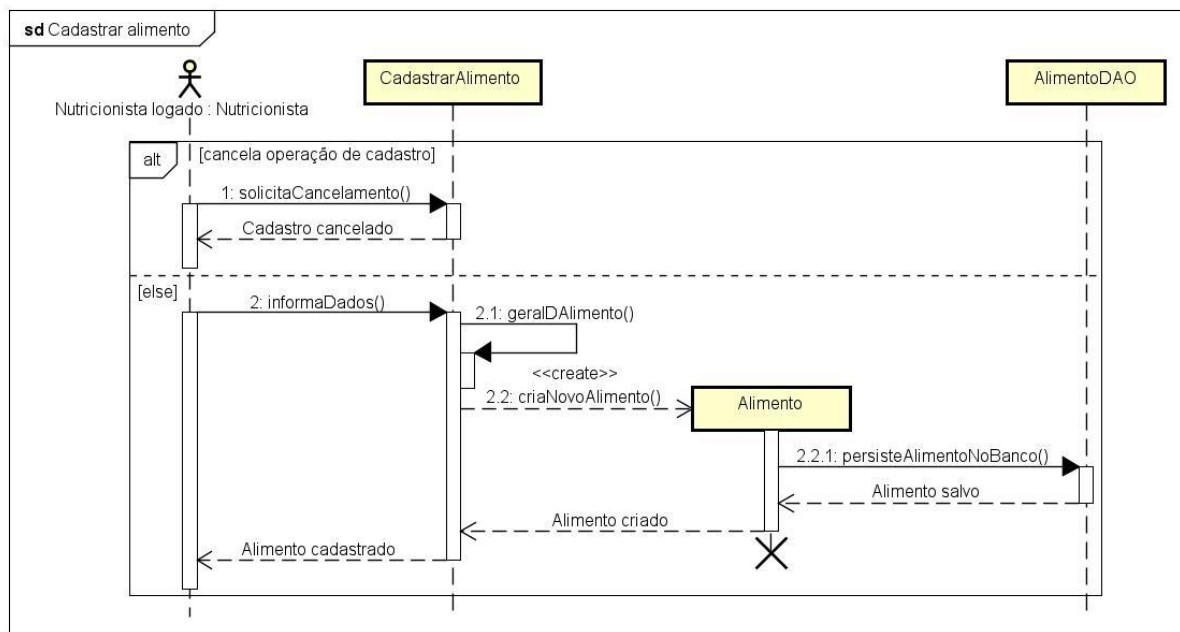 sd Cadastrar alimento
Nutricionista logado : Nutricionista
CadastrarAlimento
AlimentoDAO
alt
[cancela operação de cadastro]
1: solicitaCancelamento()
Cadastro cancelado
[else]
2: informaDados()
2.1: geraIDAlimento()
<<create>>
2.2: criaNovoAlimento()
Alimento
2.2.1: persisteAlimentoNoBanco()
Alimento salvo
Alimento criado
Alimento cadastrado